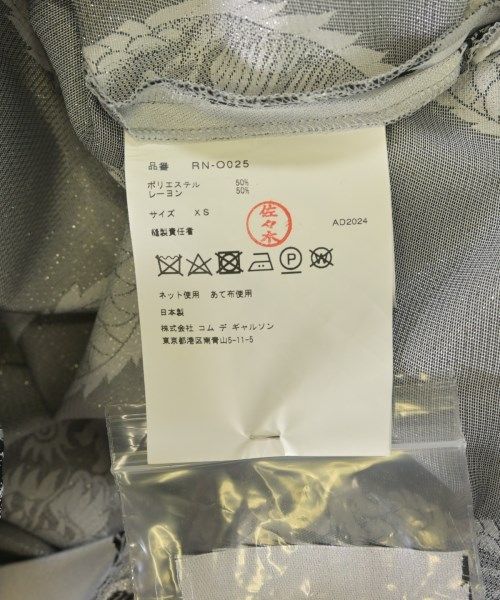 品番 RN-O025
ポリエステル 50%
レーヨン 50%
サイズ XS
縫製責任者 佐々木 AD2024
P W
ネット使用 あて布使用
日本製
株式会社 コム デ ギャルソン
東京都港区南青山5-11-5